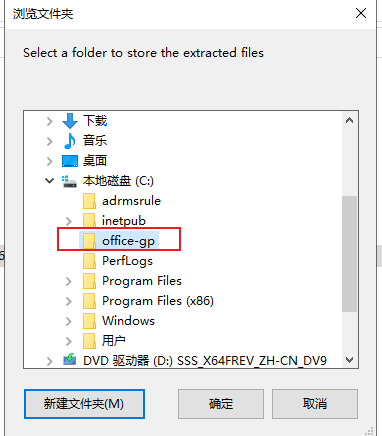 浏览文件夹
Select a folder to store the extracted files
下载
音乐
桌面
本地磁盘 (C:)
adrmsrule
inetpub
office-gp
PerfLogs
Program Files
Program Files (x86)
Windows
用户
DVD 驱动器 (D:) SSS_X64FREV_ZH-CN_DV9
新建文件夹(M)
确定
取消